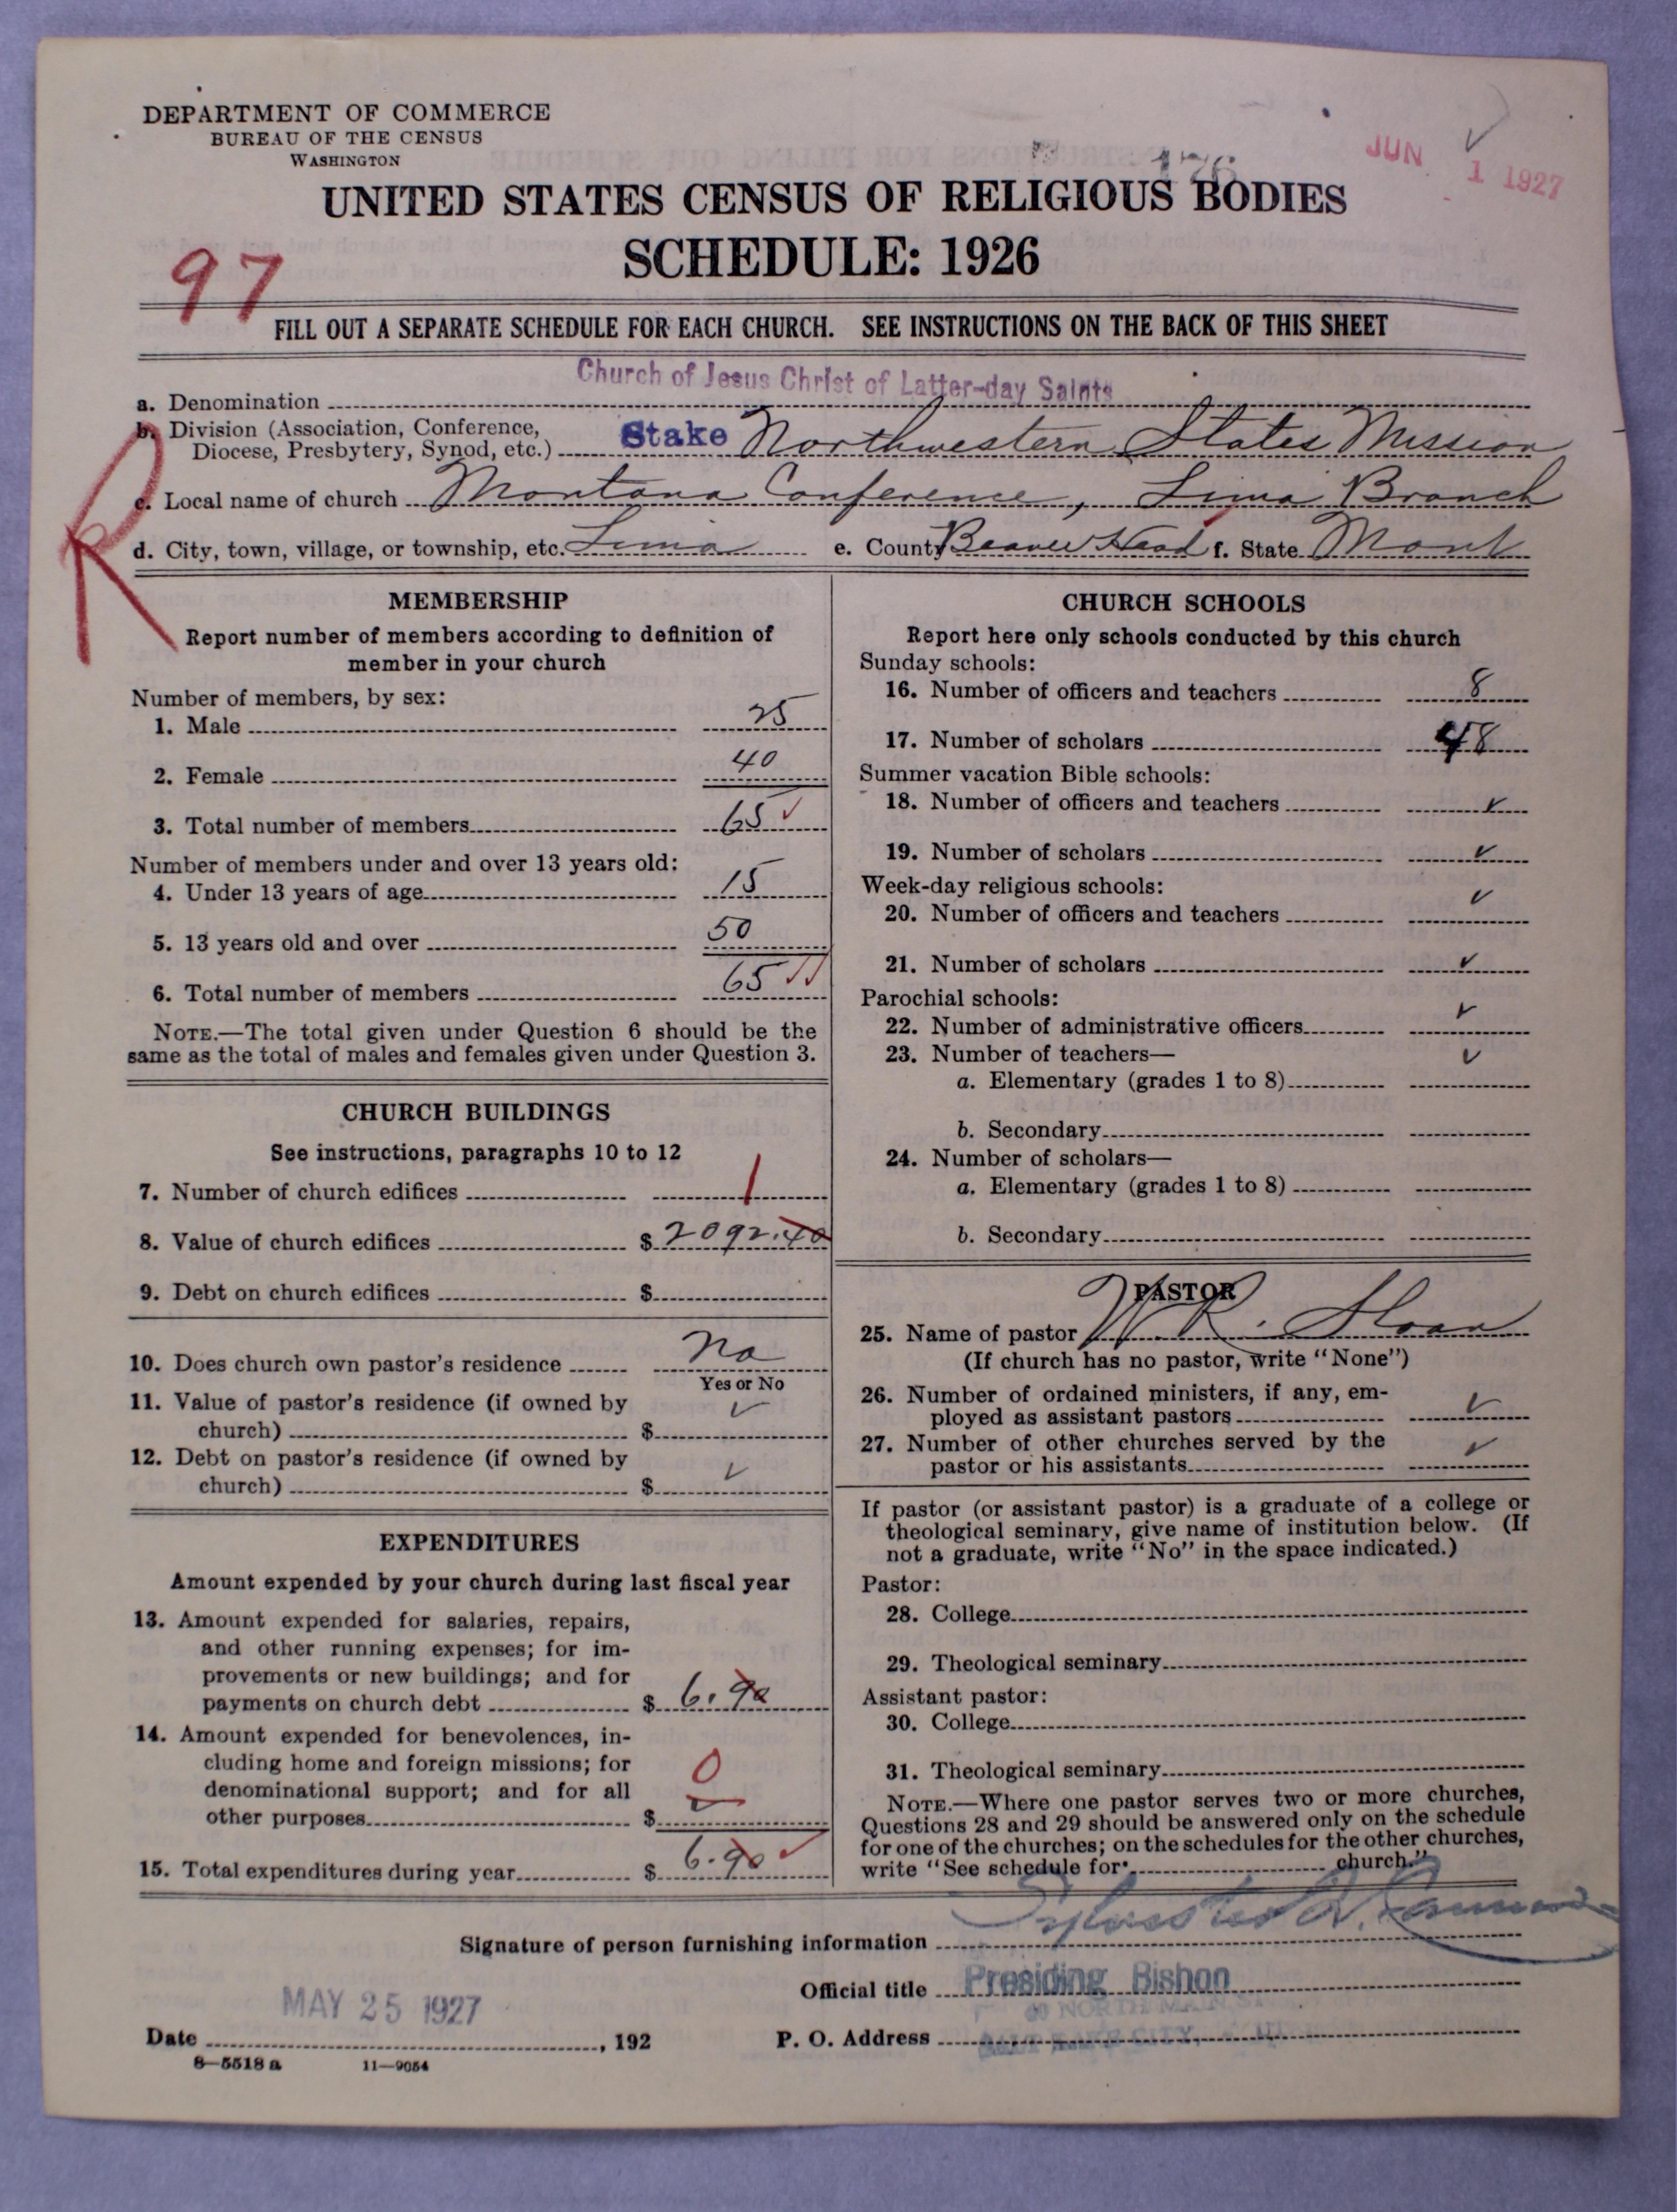 DEPARTMENT OF COMMERCE
BUREAU OF THE CENSUS
WASHINGTON
176
JUN 1 1927
UNITED STATES CENSUS OF RELIGIOUS BODIES
SCHEDULE: 1926
97
FILL OUT A SEPARATE SCHEDULE FOR EACH CHURCH. SEE INSTRUCTIONS ON THE BACK OF THIS SHEET
a. Denomination Church of Jesus Christ of Latter-day Saints
b. Division (Association, Conference,
Diocese, Presbytery, Synod, etc.) Stake Northwestern States Mission
c. Local name of church Montana Conference, Lima Branch
d. City, town, village, or township, etc. Lima e. County Beaver Head f. State Mont
R
MEMBERSHIP
Report number of members according to definition of
member in your church
Number of members, by sex:
1. Male 25
2. Female 40
3. Total number of members 65 ✓
Number of members under and over 13 years old:
4. Under 13 years of age 15
5. 13 years old and over 50
6. Total number of members 65 ✓✓
NOTE.—The total given under Question 6 should be the
same as the total of males and females given under Question 3.
CHURCH BUILDINGS
See instructions, paragraphs 10 to 12
7. Number of church edifices 1
8. Value of church edifices $ 2092.40
9. Debt on church edifices $
10. Does church own pastor's residence No
Yes or No
11. Value of pastor's residence (if owned by
church) $ ✓
12. Debt on pastor's residence (if owned by
church) $ ✓
EXPENDITURES
Amount expended by your church during last fiscal year
13. Amount expended for salaries, repairs,
and other running expenses; for im-
provements or new buildings; and for
payments on church debt $ 6.90
14. Amount expended for benevolences, in-
cluding home and foreign missions; for
denominational support; and for all
other purposes $ 0
15. Total expenditures during year $ 6.90 ✓
CHURCH SCHOOLS
Report here only schools conducted by this church
Sunday schools:
16. Number of officers and teachers 8
17. Number of scholars 48
Summer vacation Bible schools:
18. Number of officers and teachers ✓
19. Number of scholars ✓
Week-day religious schools:
20. Number of officers and teachers ✓
21. Number of scholars ✓
Parochial schools:
22. Number of administrative officers ✓
23. Number of teachers— ✓
a. Elementary (grades 1 to 8)
b. Secondary
24. Number of scholars—
a. Elementary (grades 1 to 8)
b. Secondary
PASTOR
25. Name of pastor W. R. Sloan
(If church has no pastor, write "None")
26. Number of ordained ministers, if any, em-
ployed as assistant pastors ✓
27. Number of other churches served by the
pastor or his assistants ✓
If pastor (or assistant pastor) is a graduate of a college or
theological seminary, give name of institution below. (If
not a graduate, write "No" in the space indicated.)
Pastor:
28. College
29. Theological seminary
Assistant pastor:
30. College
31. Theological seminary
NOTE.—Where one pastor serves two or more churches,
Questions 28 and 29 should be answered only on the schedule
for one of the churches; on the schedules for the other churches,
write "See schedule for church."
Signature of person furnishing information Sylvester Q. Cannon
Official title Presiding Bishop
40 NORTH MAIN ST
Date MAY 25 1927, 192
P. O. Address SALT LAKE CITY,
8—5518 a 11—9054